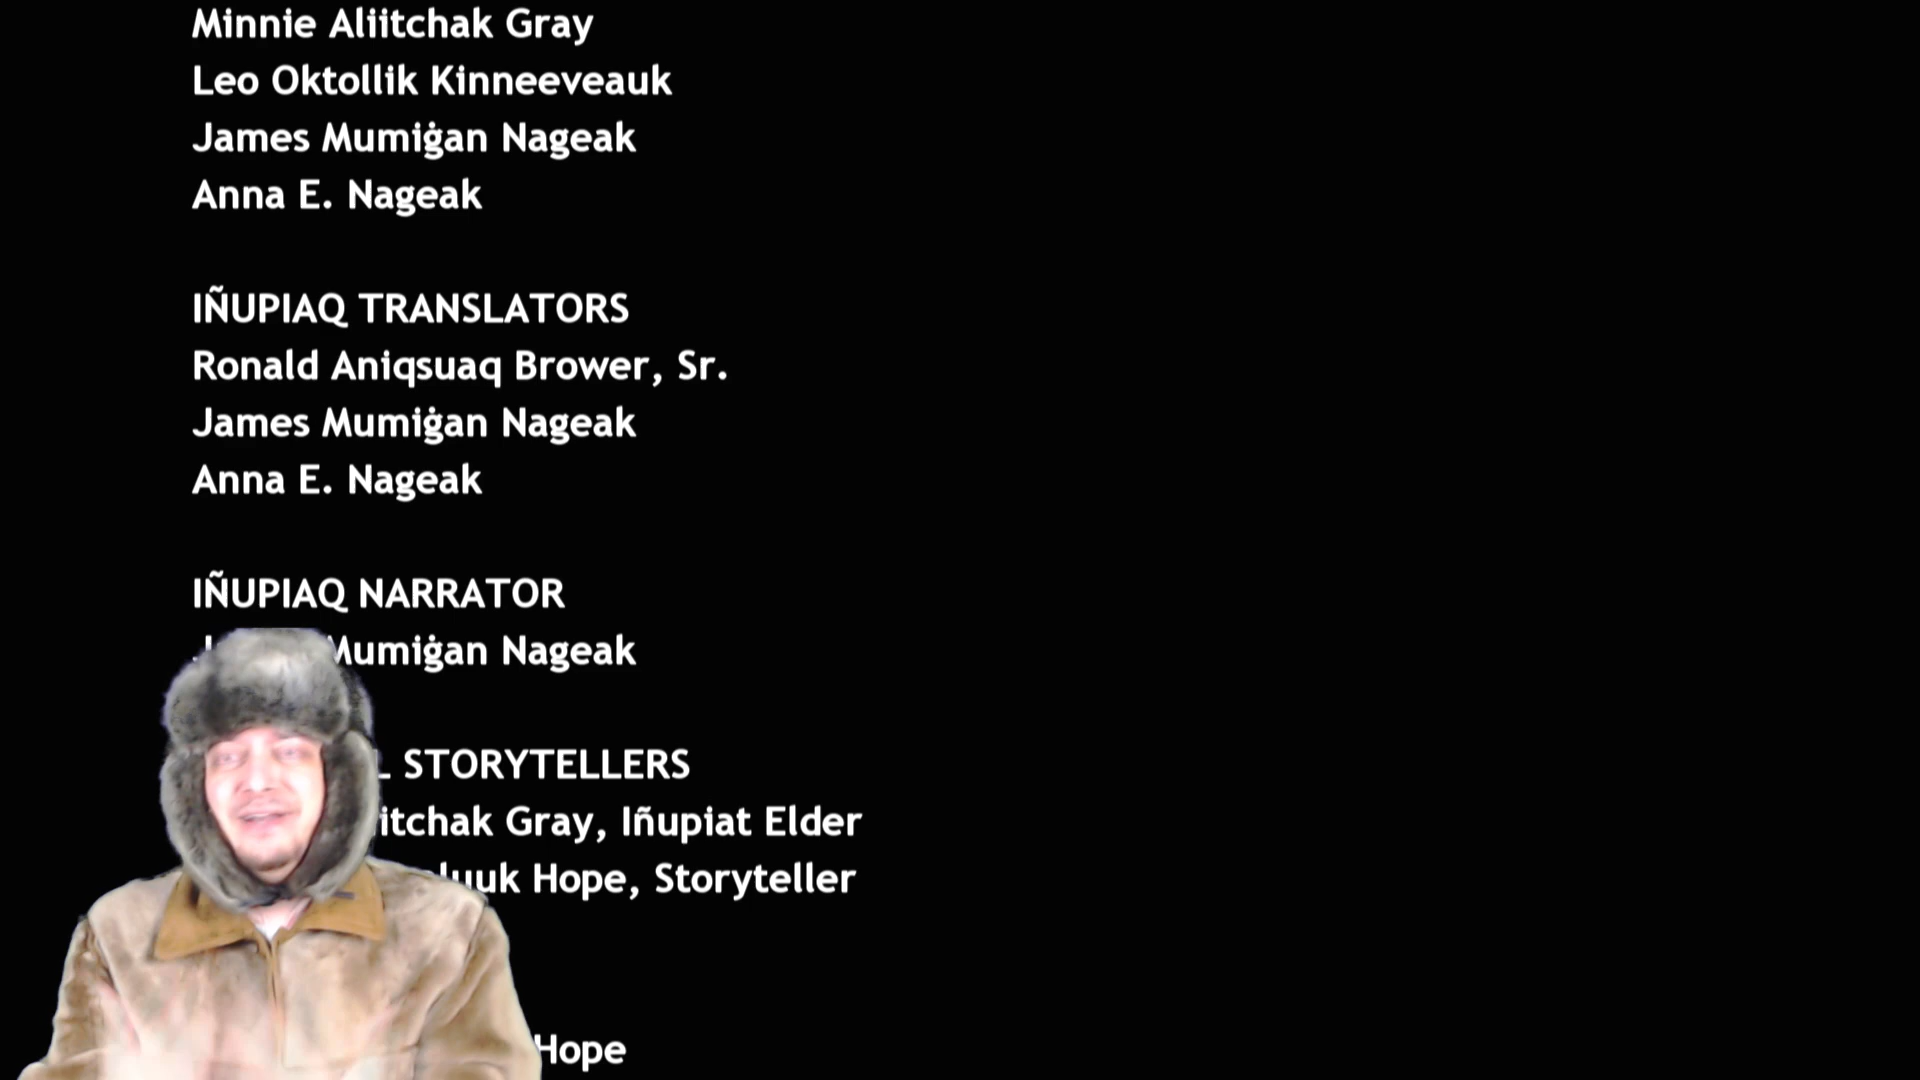 Minnie Aliitchak Gray
Leo Oktollik Kinneeveauk
James Mumiġan Nageak
Anna E. Nageak
IÑUPIAQ TRANSLATORS
Ronald Aniqsuaq Brower, Sr.
James Mumiġan Nageak
Anna E. Nageak
IÑUPIAQ NARRATOR
Mumiġan Nageak
STORYTELLERS
Gray, Iñupiat Elder
Hope, Storyteller
Hope